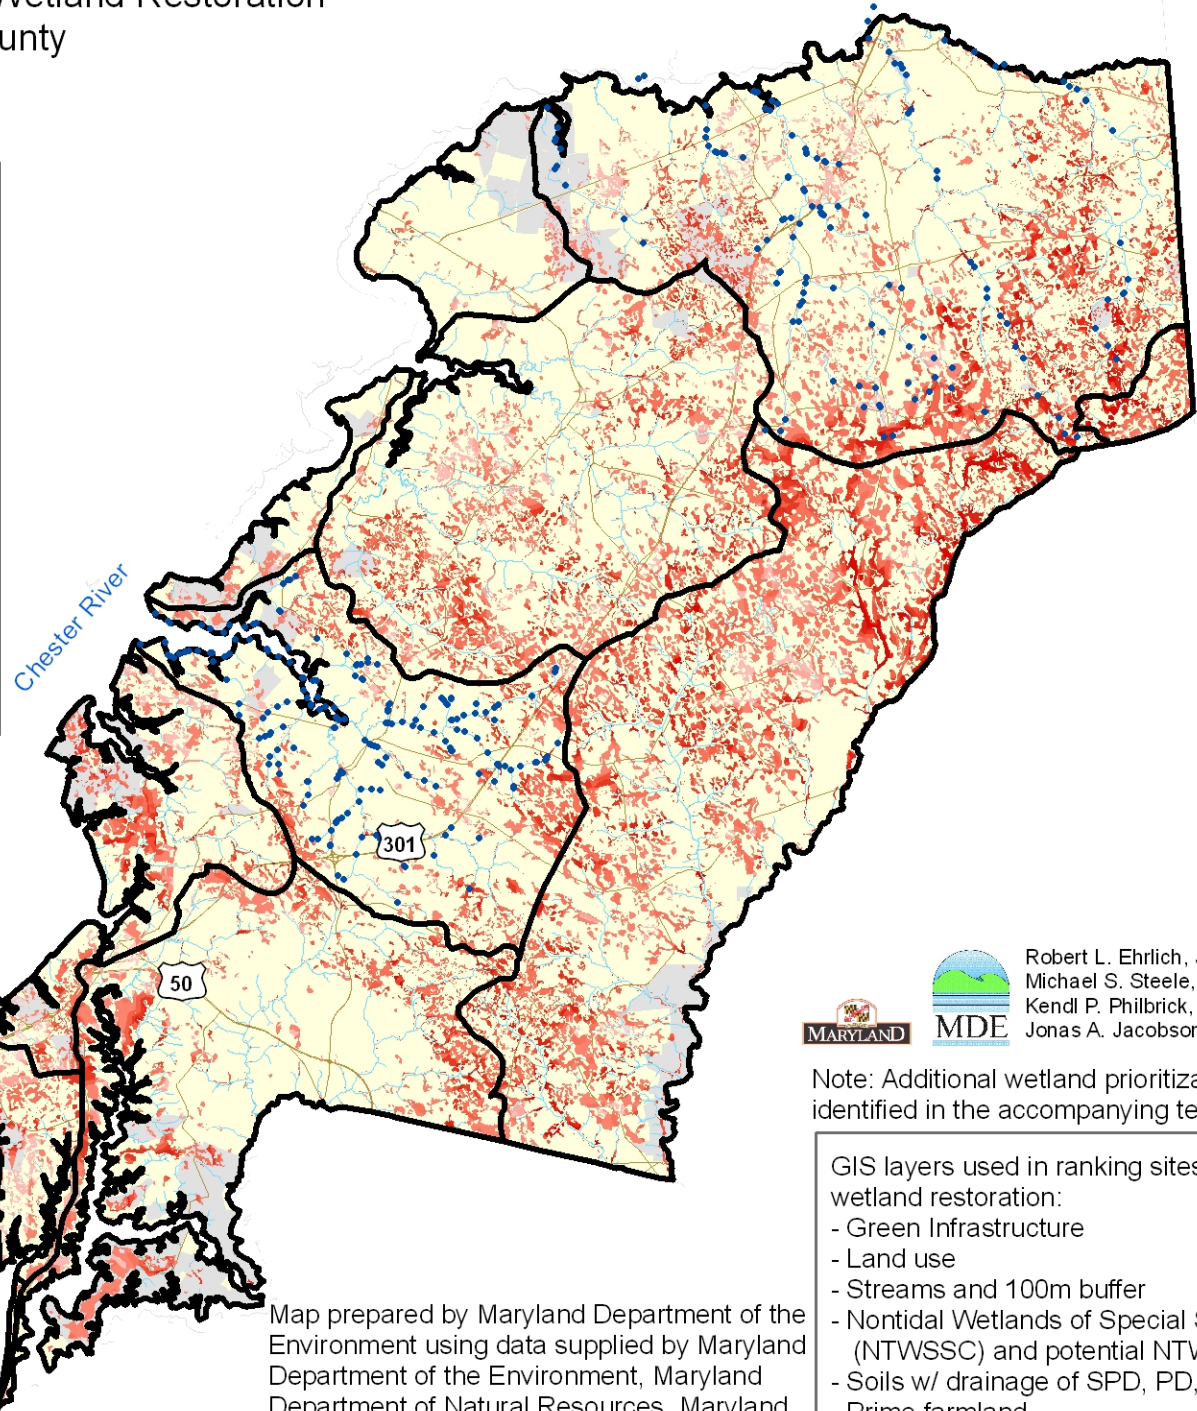 Wetland Restoration
unty
Chester River
301
50
MARYLAND
MDE
Robert L. Ehrlich,
Michael S. Steele,
Kendl P. Philbrick,
Jonas A. Jacobson
Note: Additional wetland prioritiza
identified in the accompanying te
GIS layers used in ranking sites
wetland restoration:
- Green Infrastructure
- Land use
- Streams and 100m buffer
- Nontidal Wetlands of Special S
(NTWSSC) and potential NTW
- Soils w/ drainage of SPD, PD,
- Prime farmland
Map prepared by Maryland Department of the
Environment using data supplied by Maryland
Department of the Environment, Maryland
Department of Natural Resources, Maryland